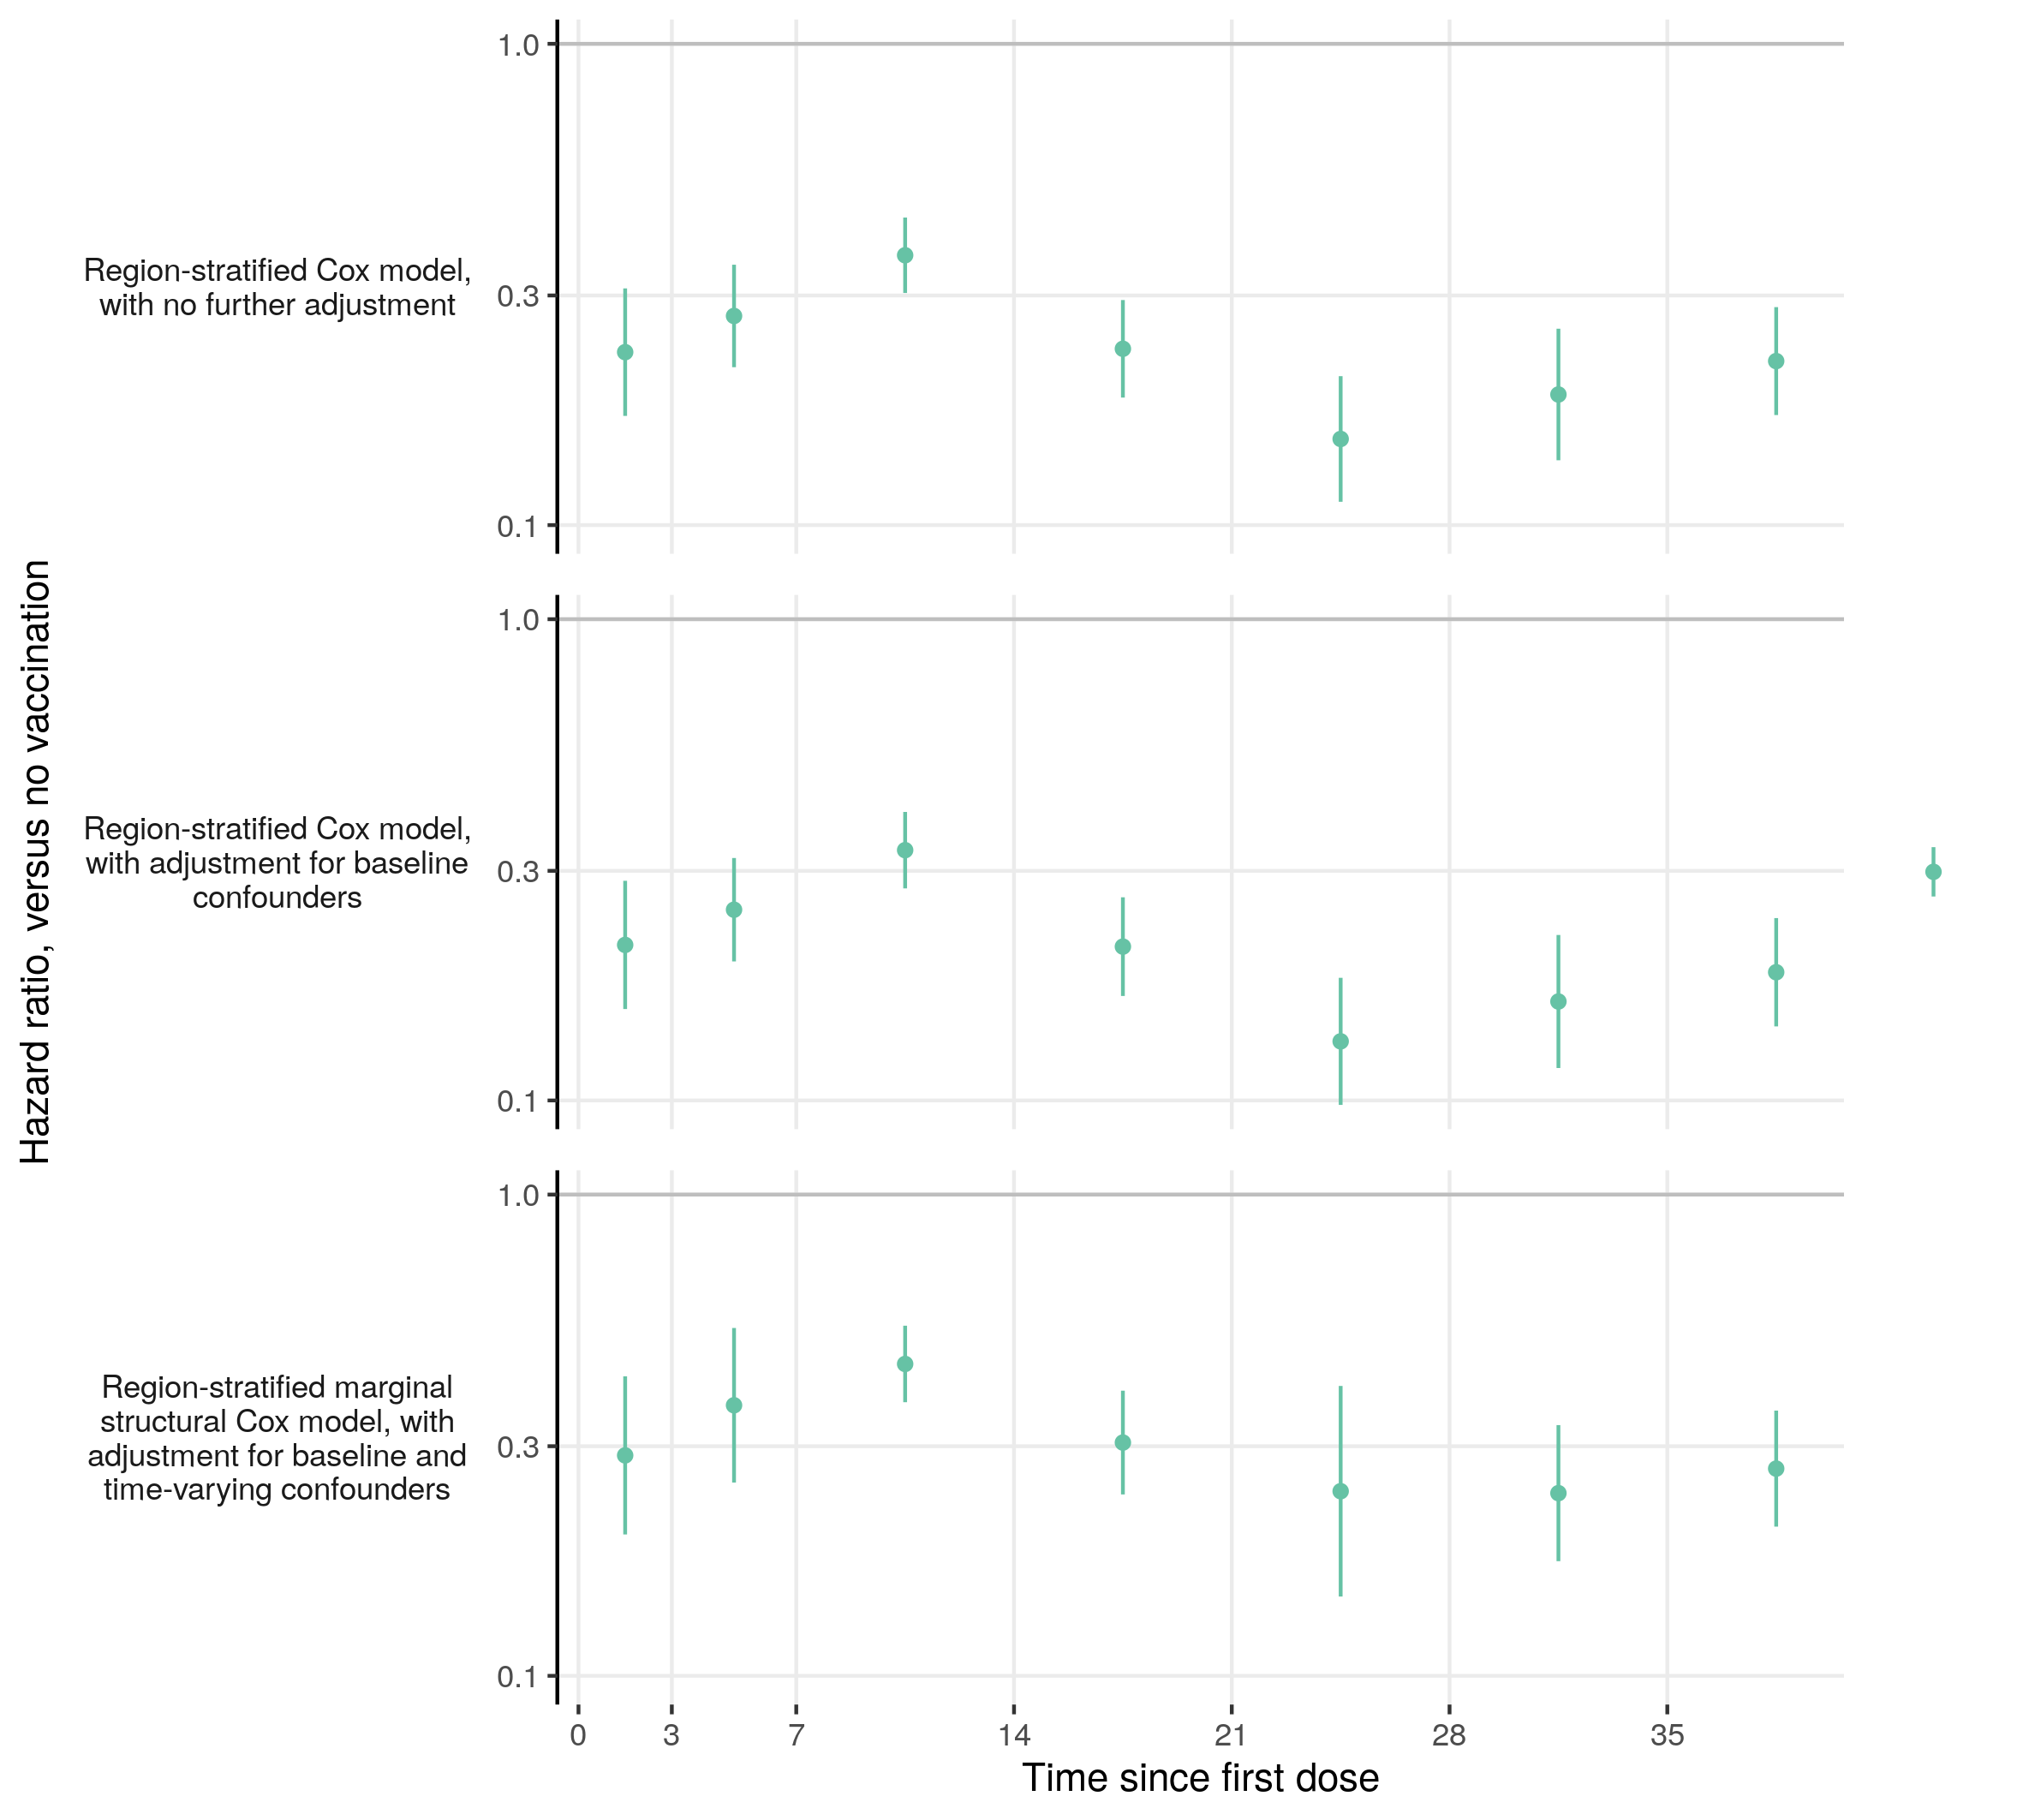 Hazard ratio, versus no vaccination
Region-stratified Cox model,
with no further adjustment
1.0
0.3
0.1
Region-stratified Cox model,
with adjustment for baseline
confounders
1.0
0.3
0.1
Region-stratified marginal
structural Cox model, with
adjustment for baseline and
time-varying confounders
1.0
0.3
0.1
0 3 7 14 21 28 35
Time since first dose